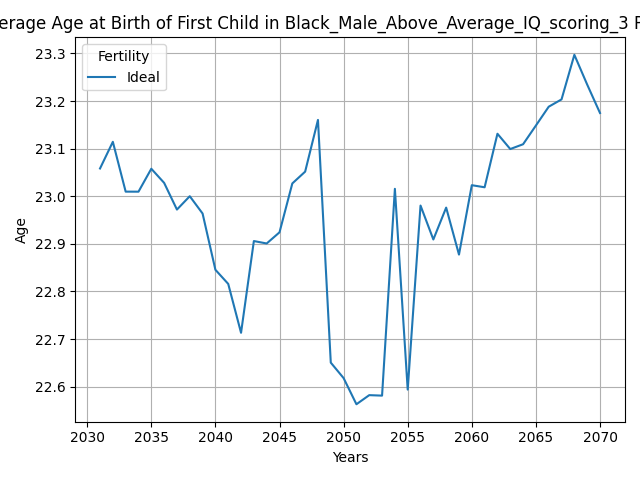 erage Age at Birth of First Child in Black_Male_Above_Average_IQ_scoring_3
Fertility
Ideal
23.3
23.2
23.1
23.0
22.9
22.8
22.7
22.6
Age
2030 2035 2040 2045 2050 2055 2060 2065 2070
Years